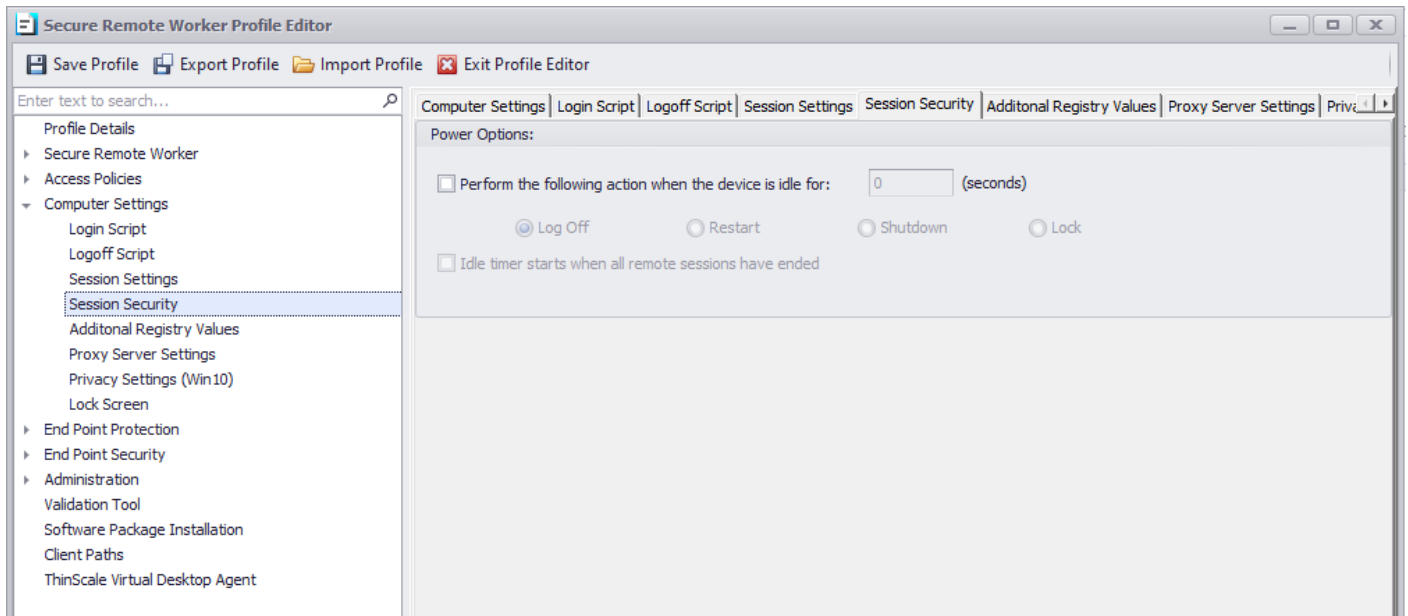 Secure Remote Worker Profile Editor
Save Profile Export Profile Import Profile Exit Profile Editor
Enter text to search...
Profile Details
Secure Remote Worker
Access Policies
Computer Settings
Login Script
Logoff Script
Session Settings
Session Security
Additonal Registry Values
Proxy Server Settings
Privacy Settings (Win10)
Lock Screen
End Point Protection
End Point Security
Administration
Validation Tool
Software Package Installation
Client Paths
ThinScale Virtual Desktop Agent
Computer Settings Login Script Logoff Script Session Settings Session Security Additonal Registry Values Proxy Server Settings Priva
Power Options:
Perform the following action when the device is idle for: 0 (seconds)
Log Off Restart Shutdown Lock
Idle timer starts when all remote sessions have ended